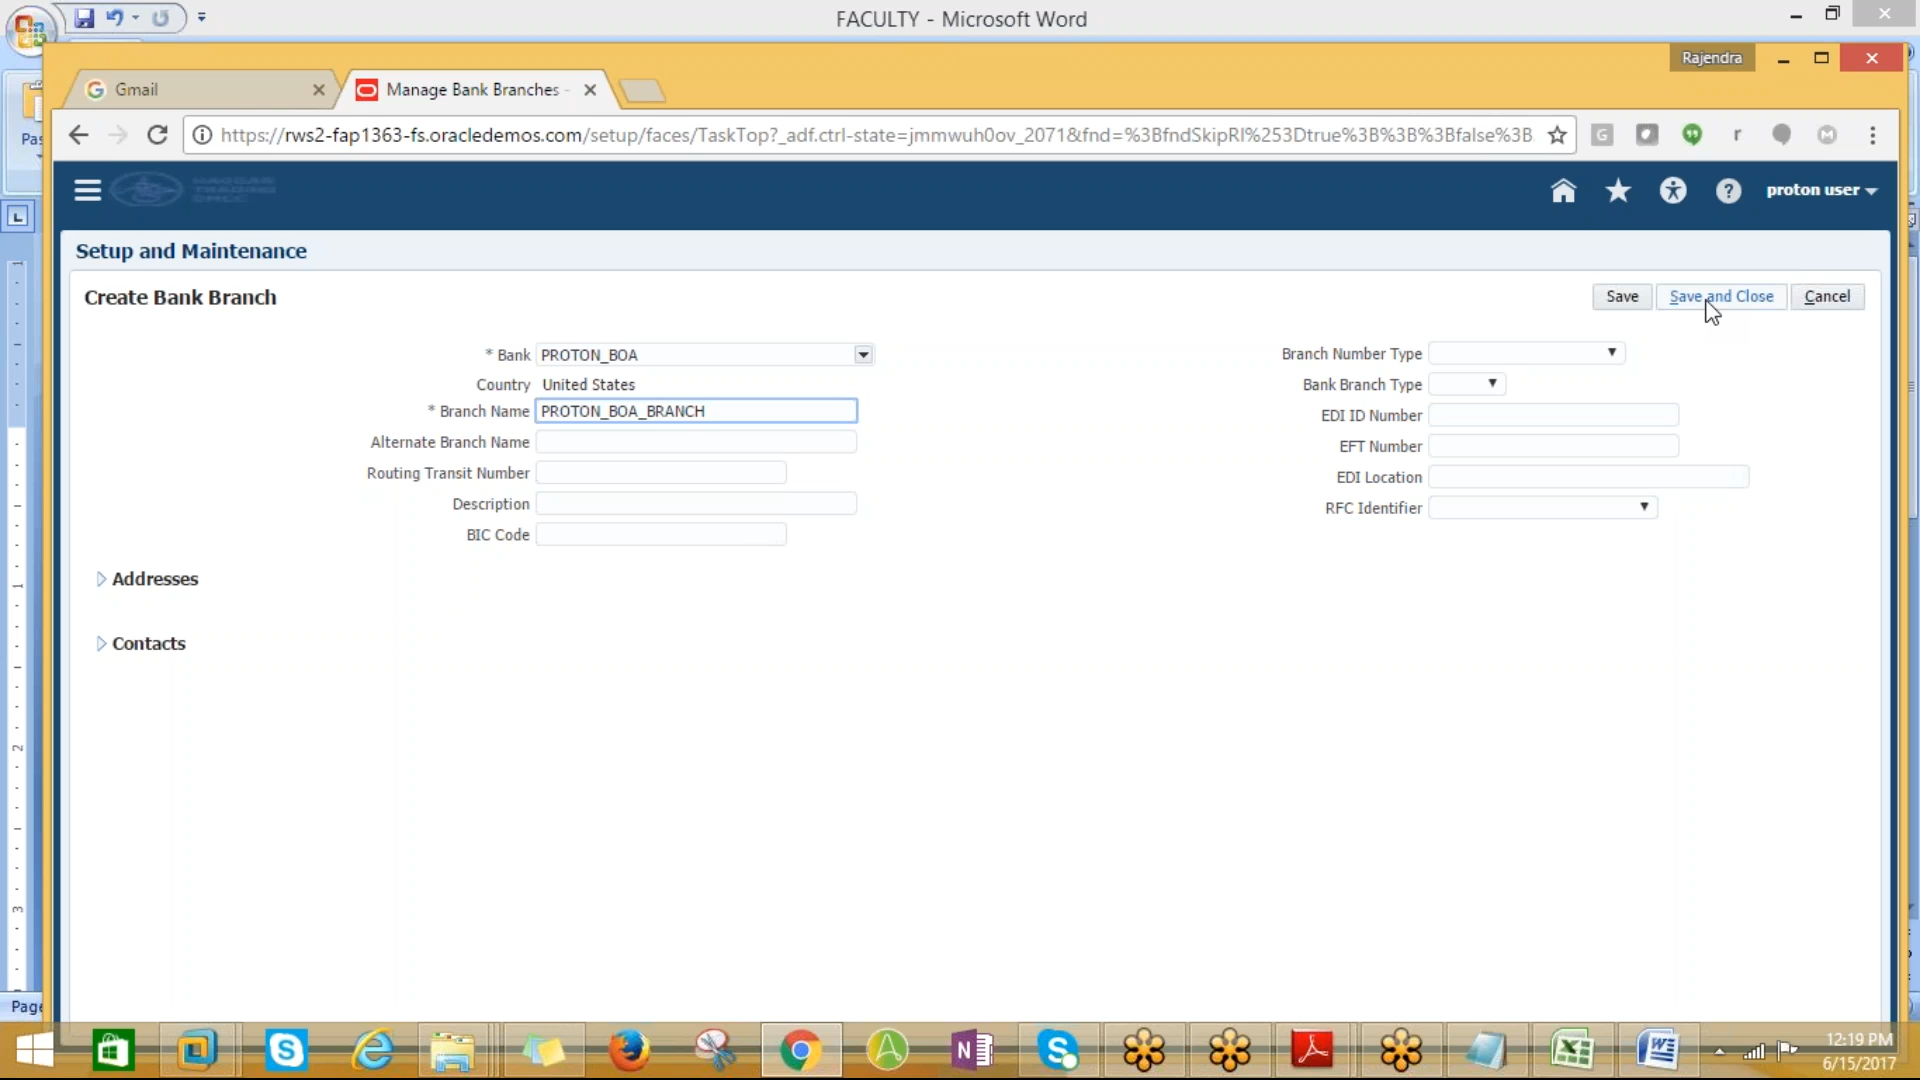 FACULTY - Microsoft Word
Rajendra
Gmail
Manage Bank Branches -
https://rws2-fap1363-fs.oracledemos.com/setup/faces/TaskTop?_adf.ctrl-state=jmmwuh0ov_2071&fnd=%3BfndSkipRI%253Dtrue%3B%3B%3Bfalse%3B
Pas
proton user
Setup and Maintenance
Create Bank Branch
Save
Save and Close
Cancel
* Bank PROTON_BOA
Country United States
* Branch Name PROTON_BOA_BRANCH
Alternate Branch Name
Routing Transit Number
Description
BIC Code
Branch Number Type
Bank Branch Type
EDI ID Number
EFT Number
EDI Location
RFC Identifier
Addresses
Contacts
Page
12:19 PM
6/15/2017